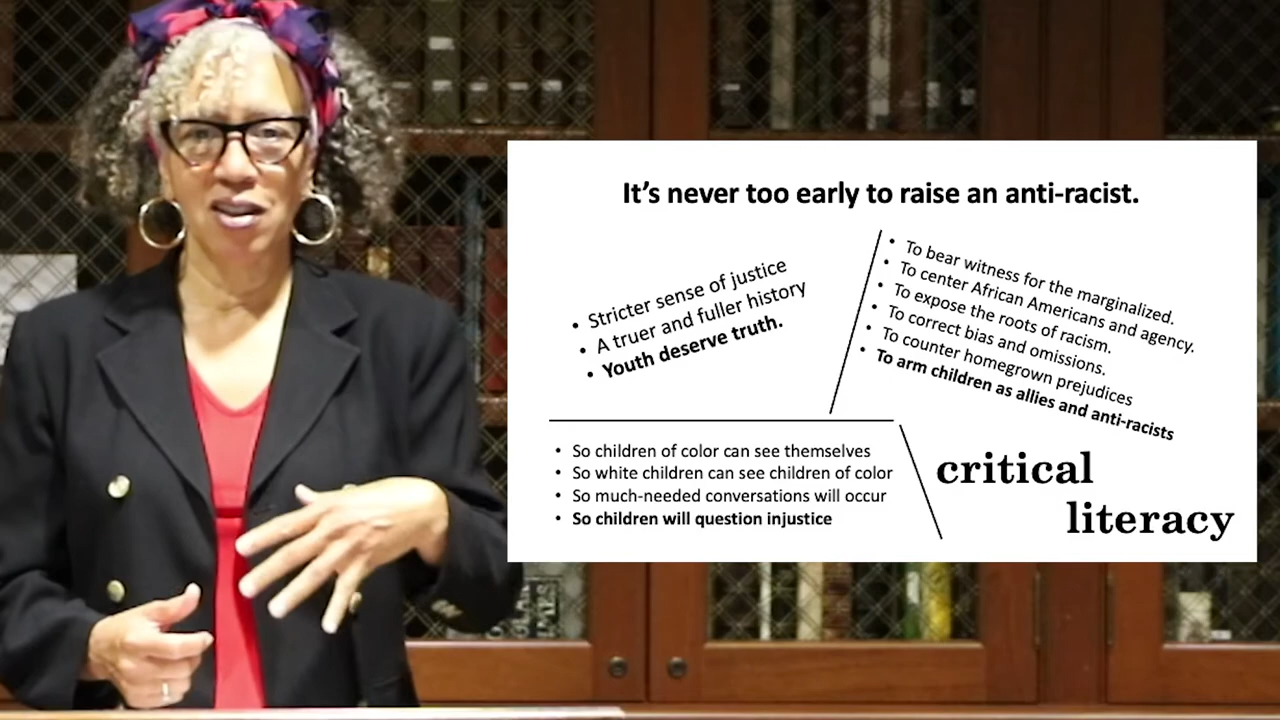 It's never too early to raise an anti-racist.
• Stricter sense of justice
• A truer and fuller history
• Youth deserve truth.
• To bear witness for the marginalized.
• To center African Americans and agency.
• To expose the roots of racism.
• To correct bias and omissions.
• To counter homegrown prejudices
• To arm children as allies and anti-racists
• So children of color can see themselves
• So white children can see children of color
• So much-needed conversations will occur
• So children will question injustice
critical
literacy